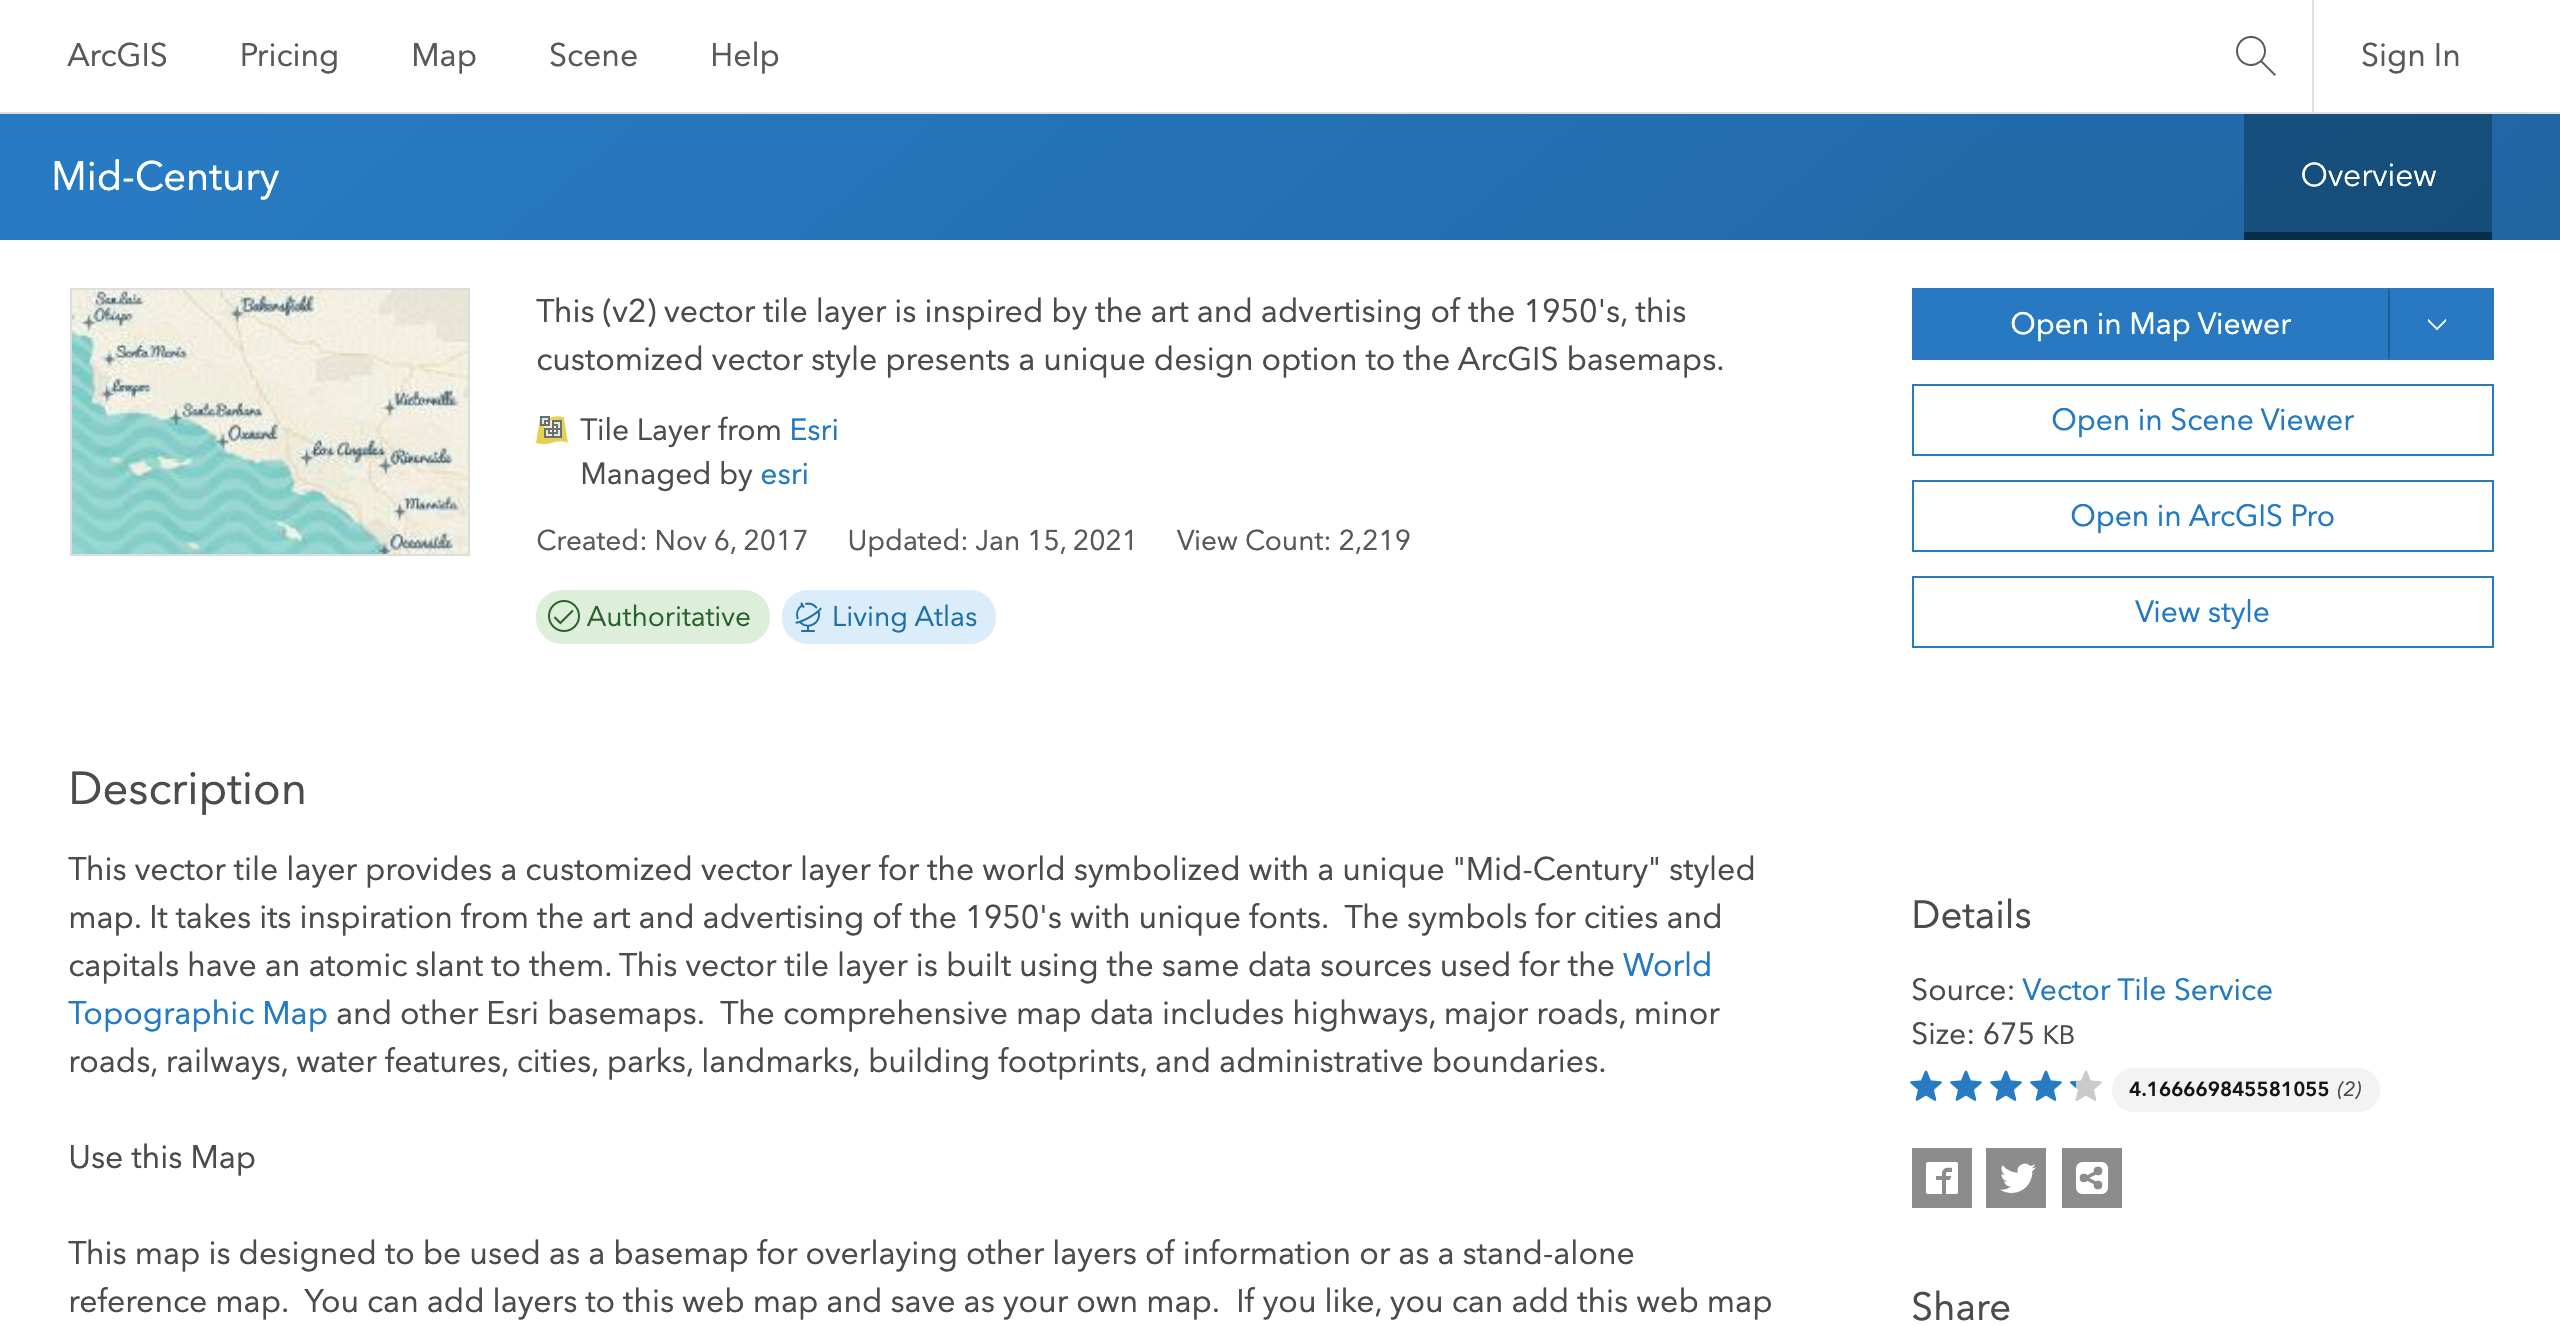 ArcGIS Pricing Map Scene Help Sign In
Mid-Century Overview
San Luis
Obispo
Bakersfield
Santa Maria
Lompoc
Santa Barbara
Victorville
Oxnard
Los Angeles
Riverside
Murrieta
Oceanside
This (v2) vector tile layer is inspired by the art and advertising of the 1950's, this
customized vector style presents a unique design option to the ArcGIS basemaps.
Tile Layer from Esri
Managed by esri
Created: Nov 6, 2017 Updated: Jan 15, 2021 View Count: 2,219
Authoritative Living Atlas
Open in Map Viewer
Open in Scene Viewer
Open in ArcGIS Pro
View style
Description
This vector tile layer provides a customized vector layer for the world symbolized with a unique "Mid-Century" styled
map. It takes its inspiration from the art and advertising of the 1950's with unique fonts.  The symbols for cities and
capitals have an atomic slant to them. This vector tile layer is built using the same data sources used for the World
Topographic Map and other Esri basemaps.  The comprehensive map data includes highways, major roads, minor
roads, railways, water features, cities, parks, landmarks, building footprints, and administrative boundaries.
Use this Map
This map is designed to be used as a basemap for overlaying other layers of information or as a stand-alone
reference map.  You can add layers to this web map and save as your own map.  If you like, you can add this web map
Details
Source: Vector Tile Service
Size: 675 KB
4.166669845581055 (2)
Share